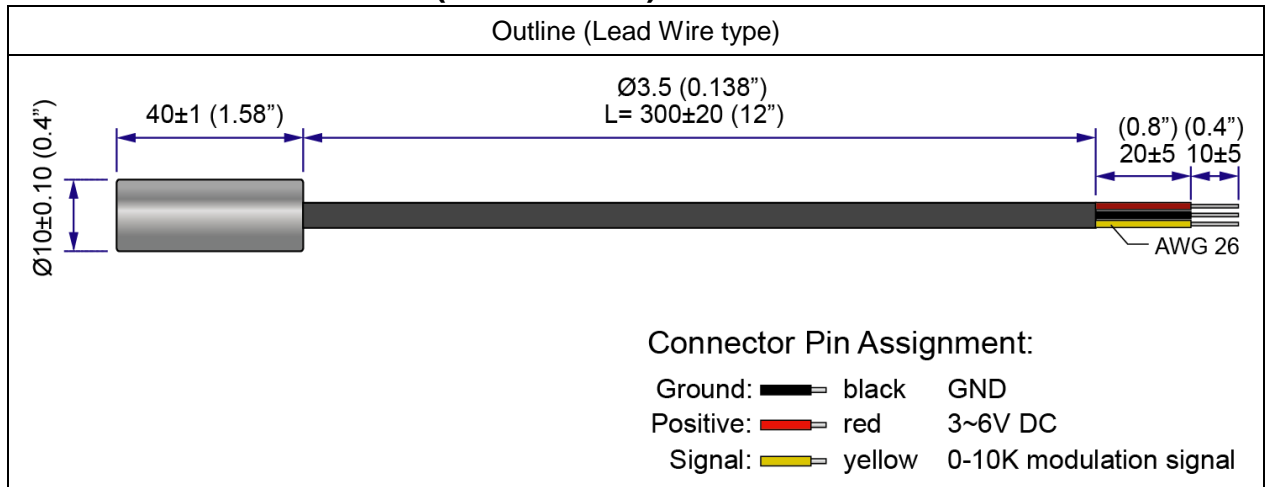 Outline (Lead Wire type)
Ø3.5 (0.138”)
40±1 (1.58”)
L= 300±20 (12”)
(0.8”) (0.4”)
20±5 10±5
Ø10±0.10 (0.4”)
AWG 26
Connector Pin Assignment:
Ground: black GND
Positive: red 3~6V DC
Signal: yellow 0-10K modulation signal